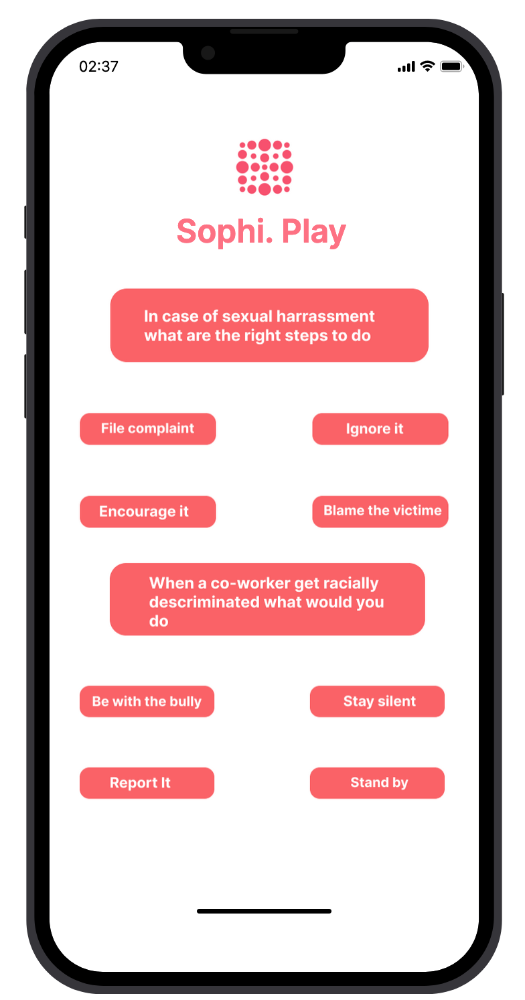 02:37
Sophi. Play
In case of sexual harrassment
what are the right steps to do
File complaint
Ignore it
Encourage it
Blame the victime
When a co-worker get racially
descriminated what would you
do
Be with the bully
Stay silent
Report It
Stand by